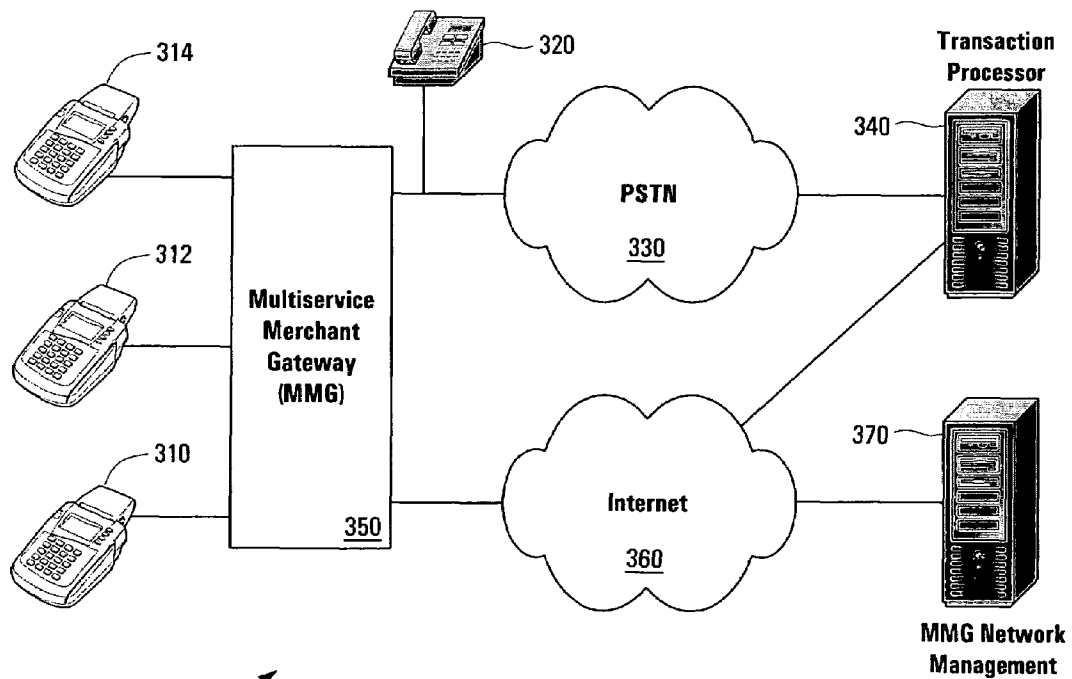 314
320
Transaction
Processor
340
312
PSTN
330
Multiservice
Merchant
Gateway
(MMG)
310
370
Internet
350
360
MMG Network
Management